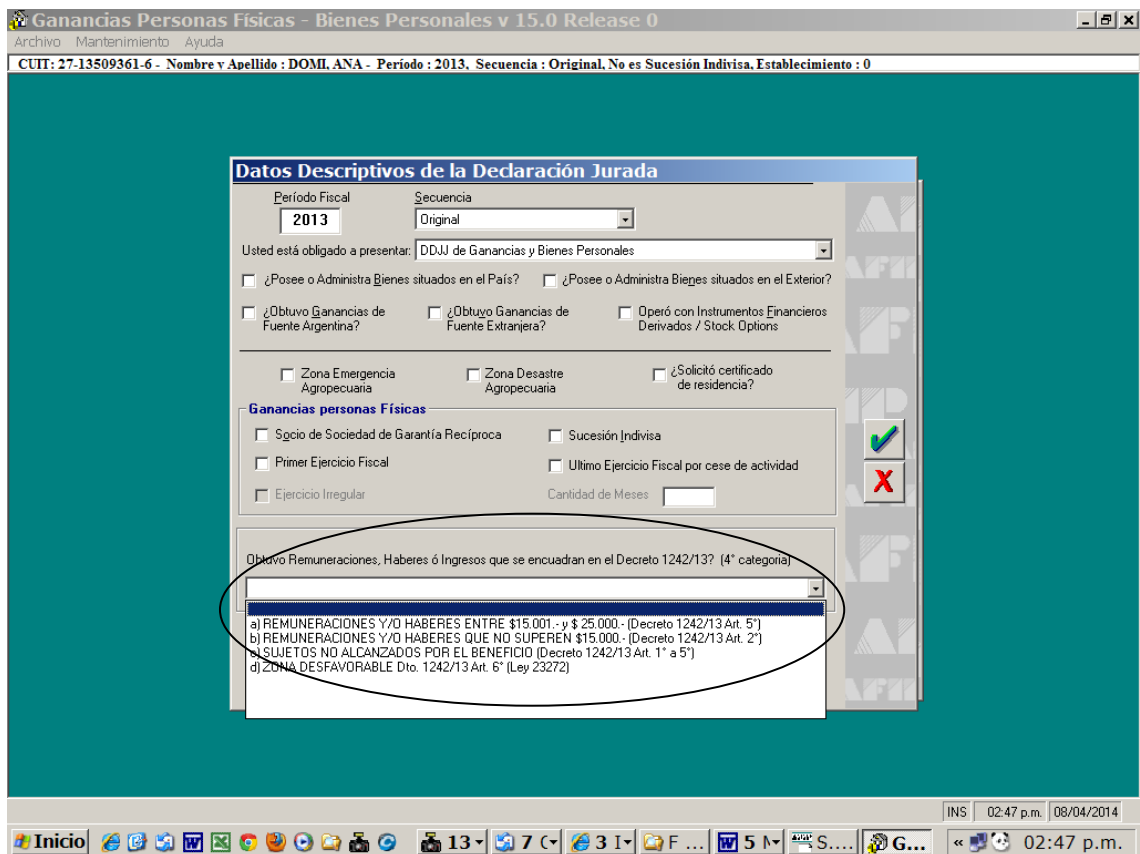 Ganancias Personas Físicas - Bienes Personales v 15.0 Release 0
Archivo Mantenimiento Ayuda
CUIT: 27-13509361-6 - Nombre y Apellido : DOMI, ANA - Período : 2013, Secuencia : Original, No es Sucesión Indivisa, Establecimiento : 0
Datos Descriptivos de la Declaración Jurada
Período Fiscal Secuencia
2013 Original
Usted está obligado a presentar: DDJJ de Ganancias y Bienes Personales
¿Posee o Administra Bienes situados en el País? ¿Posee o Administra Bienes situados en el Exterior?
¿Obtuvo Ganancias de ¿Obtuvo Ganancias de Operó con Instrumentos Financieros
Fuente Argentina? Fuente Extranjera? Derivados / Stock Options
Zona Emergencia Zona Desastre ¿Solicitó certificado
Agropecuaria Agropecuaria de residencia?
Ganancias personas Físicas
Socio de Sociedad de Garantía Recíproca Sucesión Indivisa
Primer Ejercicio Fiscal Ultimo Ejercicio Fiscal por cese de actividad
Ejercicio Irregular Cantidad de Meses
Obtuvo Remuneraciones, Haberes ó Ingresos que se encuadran en el Decreto 1242/13? (4° categoria)
a) REMUNERACIONES Y/O HABERES ENTRE $15.001.- y $ 25.000.- (Decreto 1242/13 Art. 5°)
b) REMUNERACIONES Y/O HABERES QUE NO SUPEREN $15.000.- (Decreto 1242/13 Art. 2°)
c) SUJETOS NO ALCANZADOS POR EL BENEFICIO (Decreto 1242/13 Art. 1° a 5°)
d) ZONA DESFAVORABLE Dto. 1242/13 Art. 6° (Ley 23272)
INS 02:47 p.m. 08/04/2014
Inicio 13 7 ( 3 I F ... 5 S.... G... « 02:47 p.m.